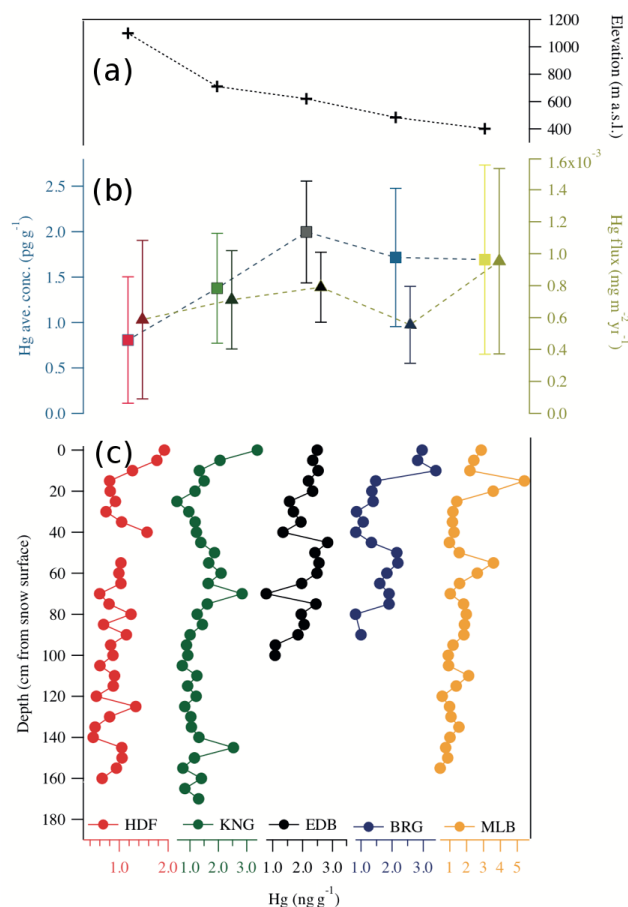 (a)
1200
1000
800
600
400
Elevation (m a.s.l.)
(b)
2.5
2.0
1.5
1.0
0.5
0.0
Hg ave. conc. (pg g-1)
1.6x10-3
1.4
1.2
1.0
0.8
0.6
0.4
0.2
0.0
Hg flux (mg m-2yr-1)
(c)
0
20
40
60
80
100
120
140
160
180
Depth (cm from snow surface)
HDF KNG EDB BRG MLB
1.0 2.0 0.0 1.0 2.0 3.0 1.0 2.0 3.0 1.0 2.0 3.0 1 2 3 4 5
Hg (ng g-1)